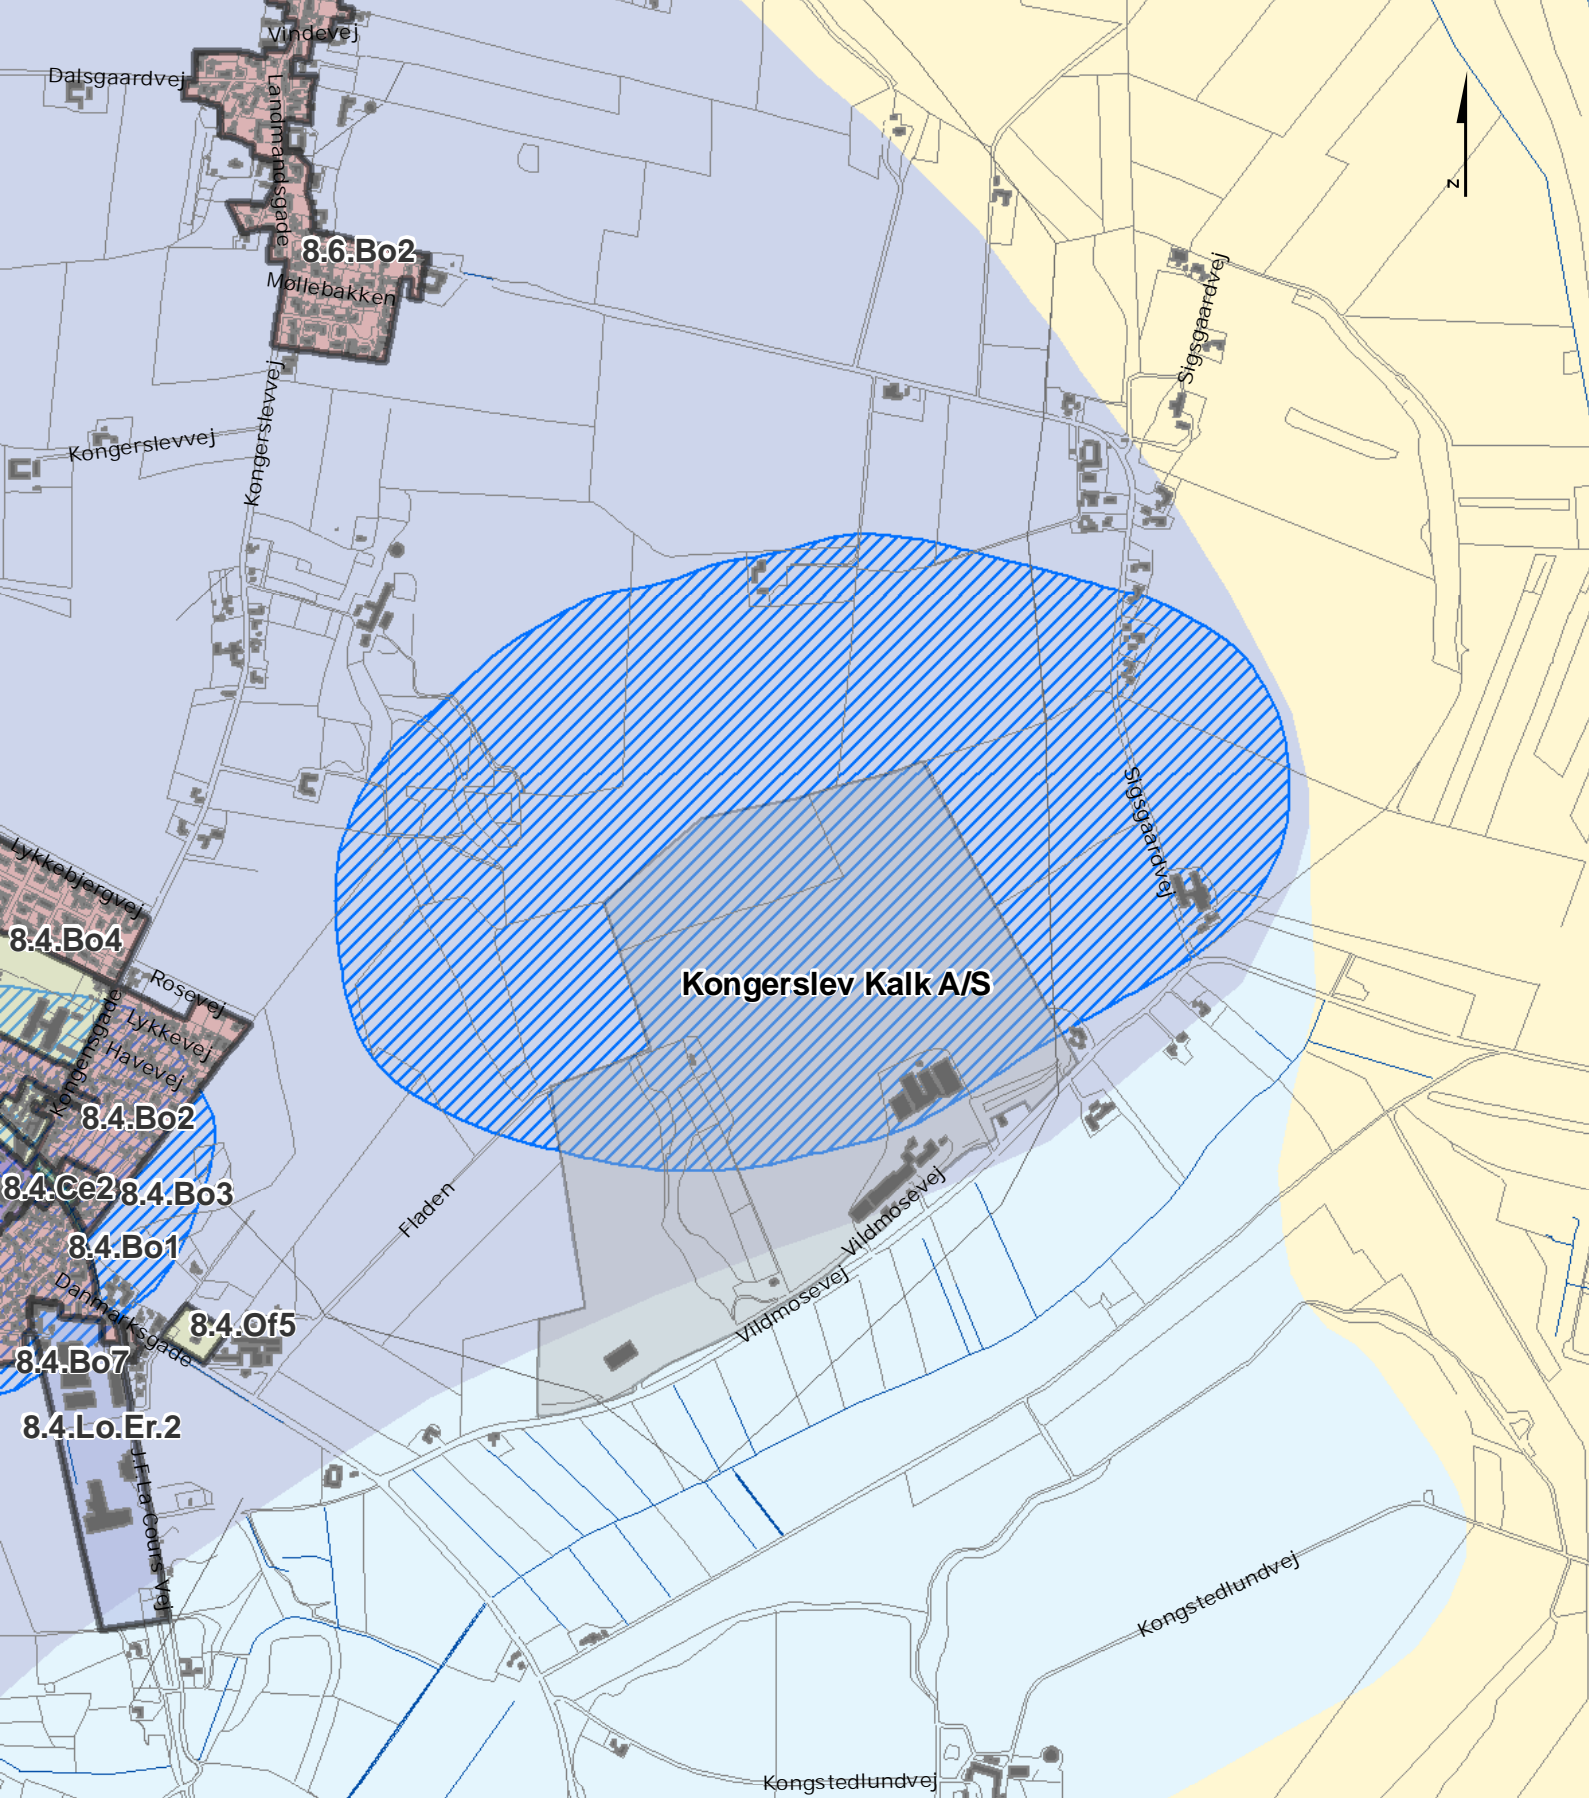 Vindevej
Dalsgaardvej
Landmandsgade
8.6.Bo2
Møllebakken
N
Sigsgaardvej
Kongerslevvej
Kongerslevvej
Sigsgaardvej
Lykkebjergvej
8.4.Bo4
Rosevej
Lykkevej
Havevej
Kongensgade
Kongerslev Kalk A/S
8.4.Bo2
8.4.Ce2
8.4.Bo3
Fladen
8.4.Bo1
Vildmosevej
Vildmosevej
Danmarksgade
8.4.Of5
8.4.Bo7
8.4.Lo.Er.2
J.F.La Cours Vej
Kongstedlundvej
Kongstedlundvej